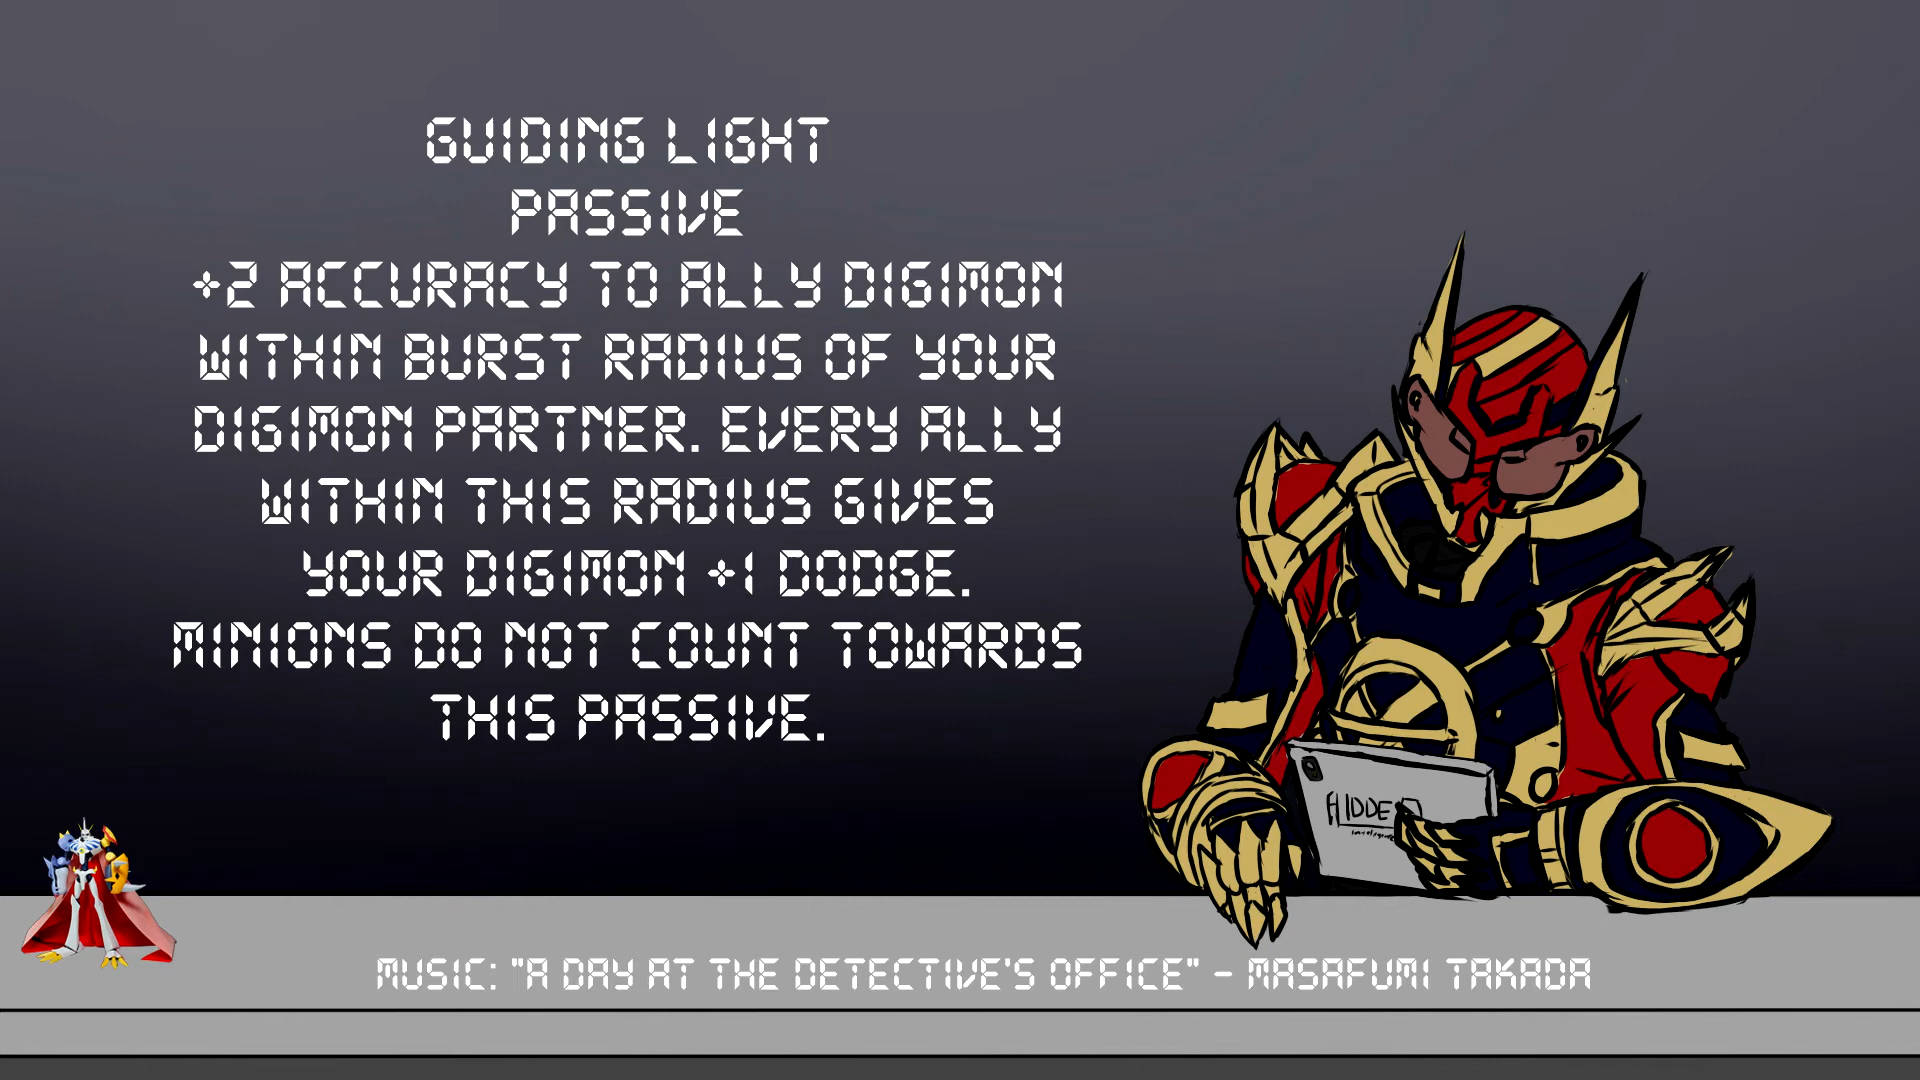 GUIDING LIGHT
PASSIVE
+2 ACCURACY TO ALLY DIGIMON
WITHIN BURST RADIUS OF YOUR
DIGIMON PARTNER. EVERY ALLY
WITHIN THIS RADIUS GIVES
YOUR DIGIMON +1 DODGE.
MINIONS DO NOT COUNT TOWARDS
THIS PASSIVE.
HIDDE
MUSIC: "A DAY AT THE DETECTIVE'S OFFICE" - MASAFUMI TAKADA